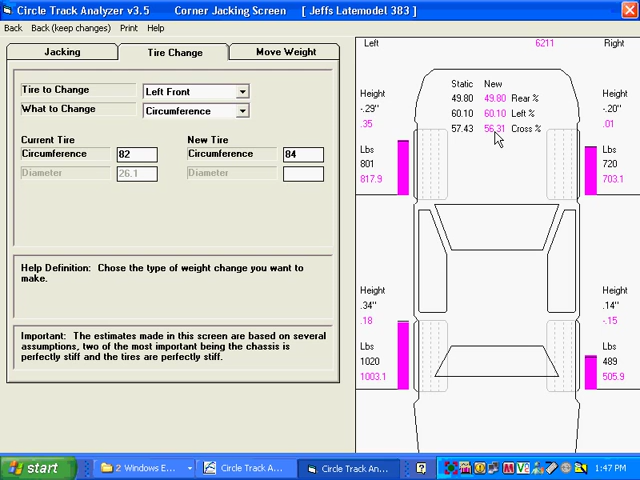 Circle Track Analyzer v3.5 Corner Jacking Screen [ Jeffs Latemodel 383 ]
Back Back (keep changes) Print Help
Jacking Tire Change Move Weight
Tire to Change Left Front
What to Change Circumference
Current Tire New Tire
Circumference 82 Circumference 84
Diameter 26.1 Diameter
Help Definition: Chose the type of weight change you want to
make.
Important: The estimates made in this screen are based on several
assumptions, two of the most important being the chassis is
perfectly stiff and the tires are perfectly stiff.
Left 6211 Right
Static New
49.80 49.80 Rear %
60.10 60.10 Left %
57.43 56.31 Cross %
Height
-.29"
.35
Lbs
801
817.9
Height
-.20"
.01
Lbs
720
703.1
Height
.34"
.18
Lbs
1020
1003.1
Height
.14"
-.15
Lbs
489
505.9
start 2 Windows E... Circle Track A... Circle Track An... 1:47 PM